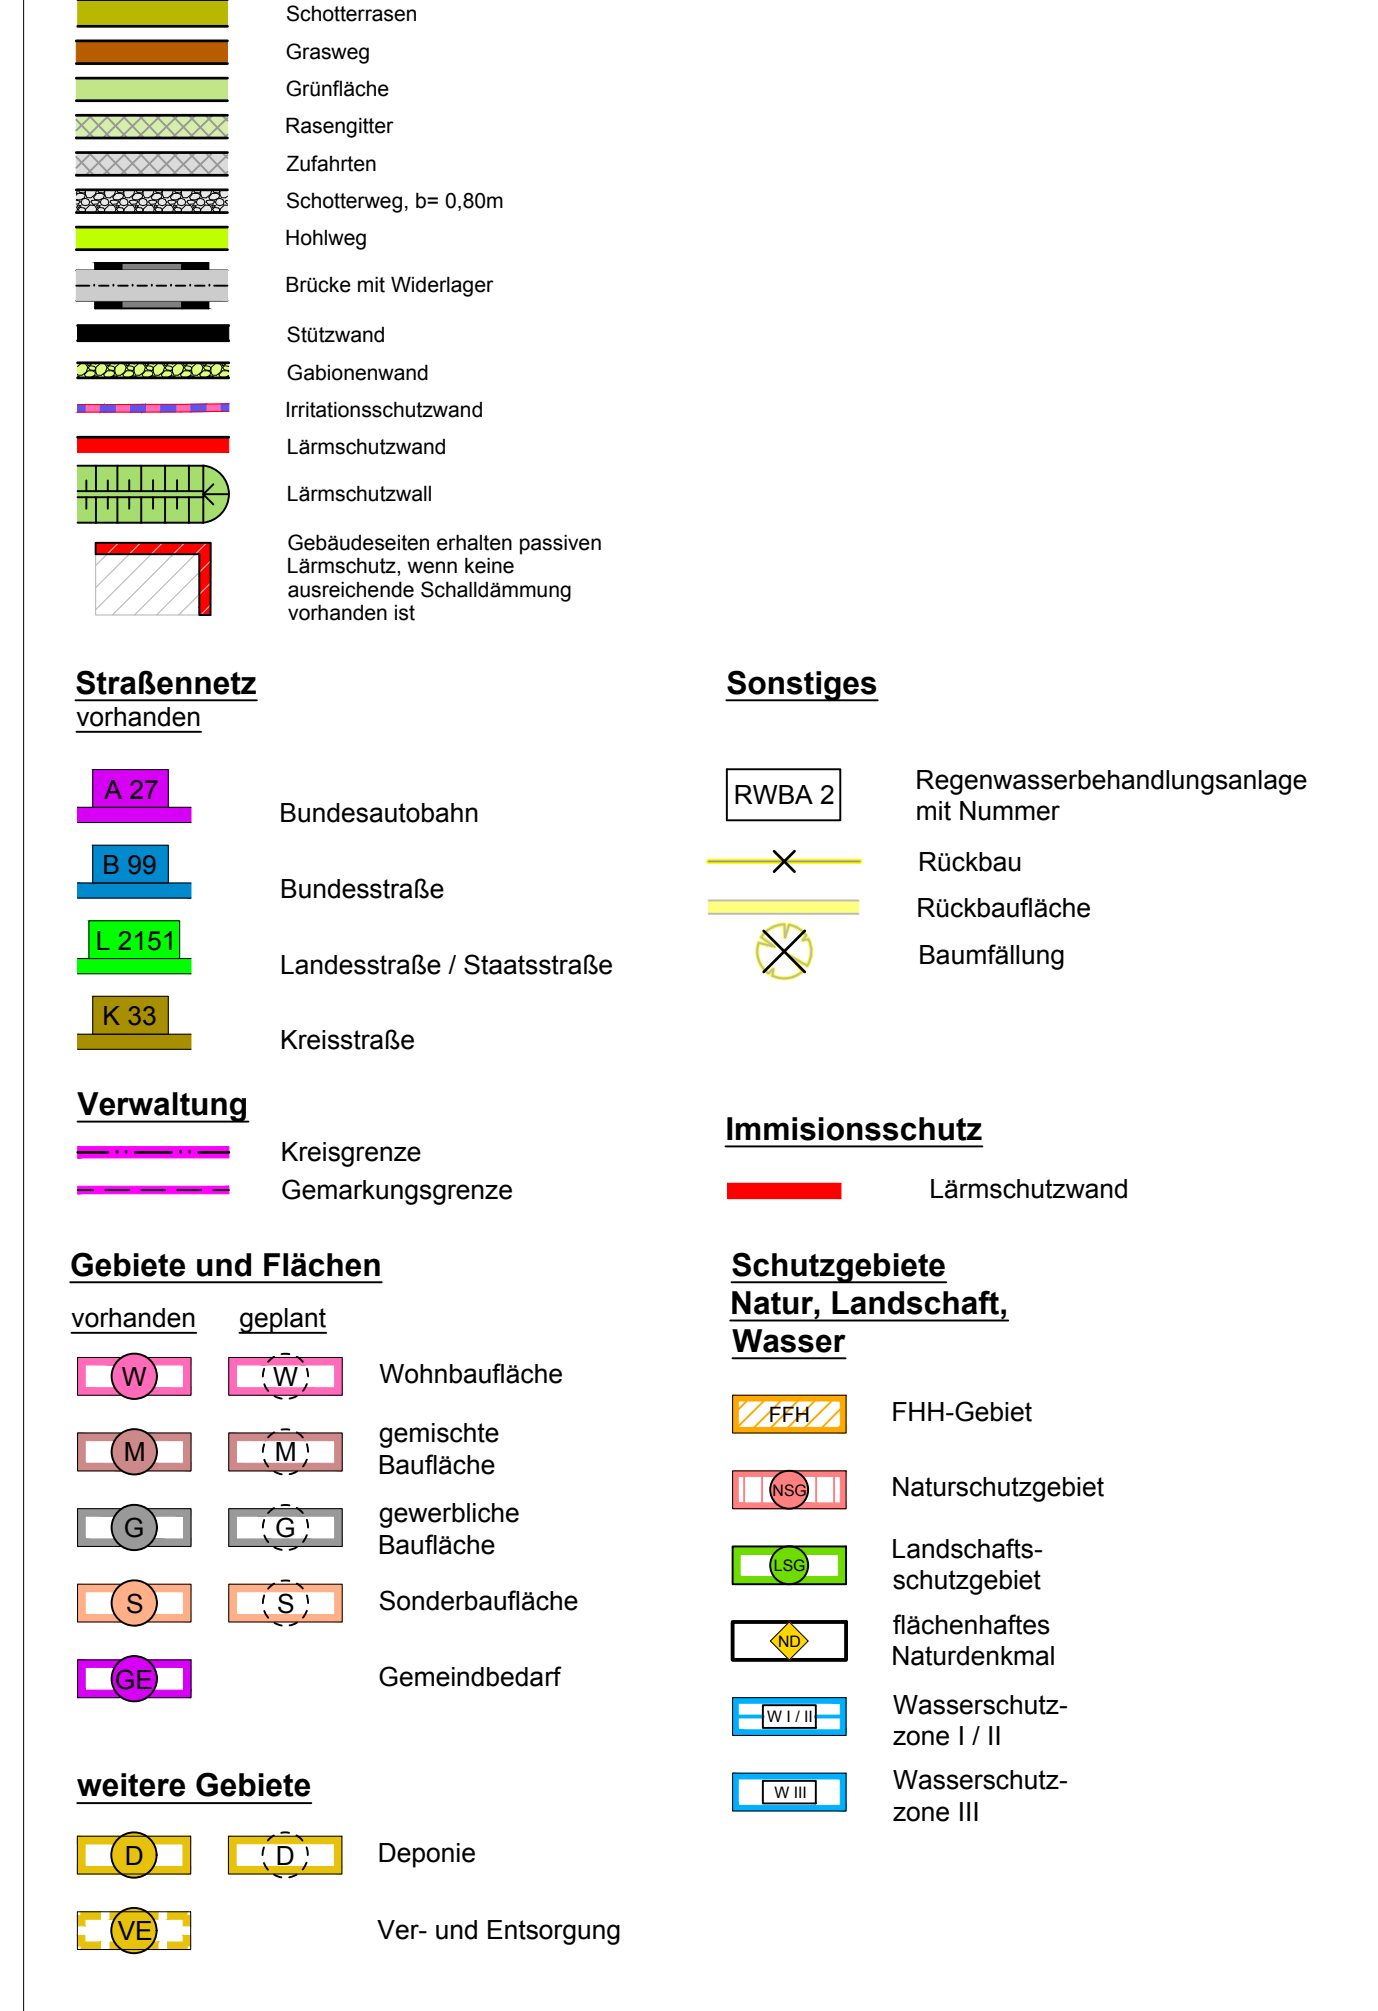 Schotterrasen
Grasweg
Grünfläche
Rasengitter
Zufahrten
Schotterweg, b= 0,80m
Hohlweg
Brücke mit Widerlager
Stützwand
Gabionenwand
Irritationsschutzwand
Lärmschutzwand
Lärmschutzwall
Gebäudeseiten erhalten passiven
Lärmschutz, wenn keine
ausreichende Schalldämmung
vorhanden ist
Straßennetz
vorhanden
A 27
Bundesautobahn
B 99
Bundesstraße
L 2151
Landesstraße / Staatsstraße
K 33
Kreisstraße
Sonstiges
RWBA 2
Regenwasserbehandlungsanlage
mit Nummer
Rückbau
Rückbaufläche
Baumfällung
Verwaltung
Kreisgrenze
Gemarkungsgrenze
Immisionsschutz
Lärmschutzwand
Gebiete und Flächen
vorhanden geplant
W W Wohnbaufläche
M M gemischte
Baufläche
G G gewerbliche
Baufläche
S S Sonderbaufläche
GE Gemeindbedarf
weitere Gebiete
D D Deponie
VE Ver- und Entsorgung
Schutzgebiete
Natur, Landschaft,
Wasser
FFH FHH-Gebiet
NSG Naturschutzgebiet
LSG Landschafts-
schutzgebiet
ND flächenhaftes
Naturdenkmal
W I / II Wasserschutz-
zone I / II
W III Wasserschutz-
zone III